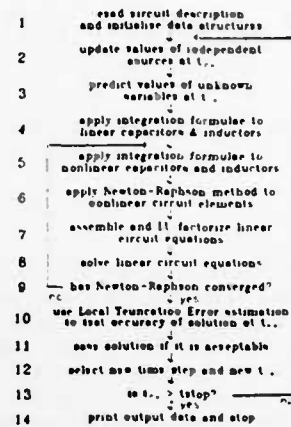 1 read circuit description
and initialise data structures
2 update values of independent
sources at t
3 predict values of unknown
variables at t
4 apply integration formulae to
linear capacitors & inductors
5 apply integration formulae to
nonlinear capacitors and inductors
6 apply Newton-Raphson method to
nonlinear circuit elements
7 assemble and LU factorize linear
circuit equations
8 solve linear circuit equations
9 has Newton-Raphson converged?
no yes
10 use Local Truncation Error estimation
to test accuracy of solution at t
11 save solution if it is acceptable
12 select new time step and new t
13 is t > tstop?
yes
14 print output data and stop